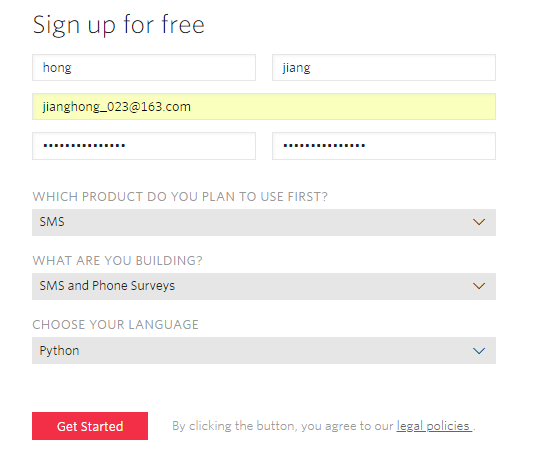 Sign up for free
hong jiang
jianghong_023@163.com
••••••••••••••• •••••••••••••••
WHICH PRODUCT DO YOU PLAN TO USE FIRST?
SMS
WHAT ARE YOU BUILDING?
SMS and Phone Surveys
CHOOSE YOUR LANGUAGE
Python
Get Started By clicking the button, you agree to our legal policies .